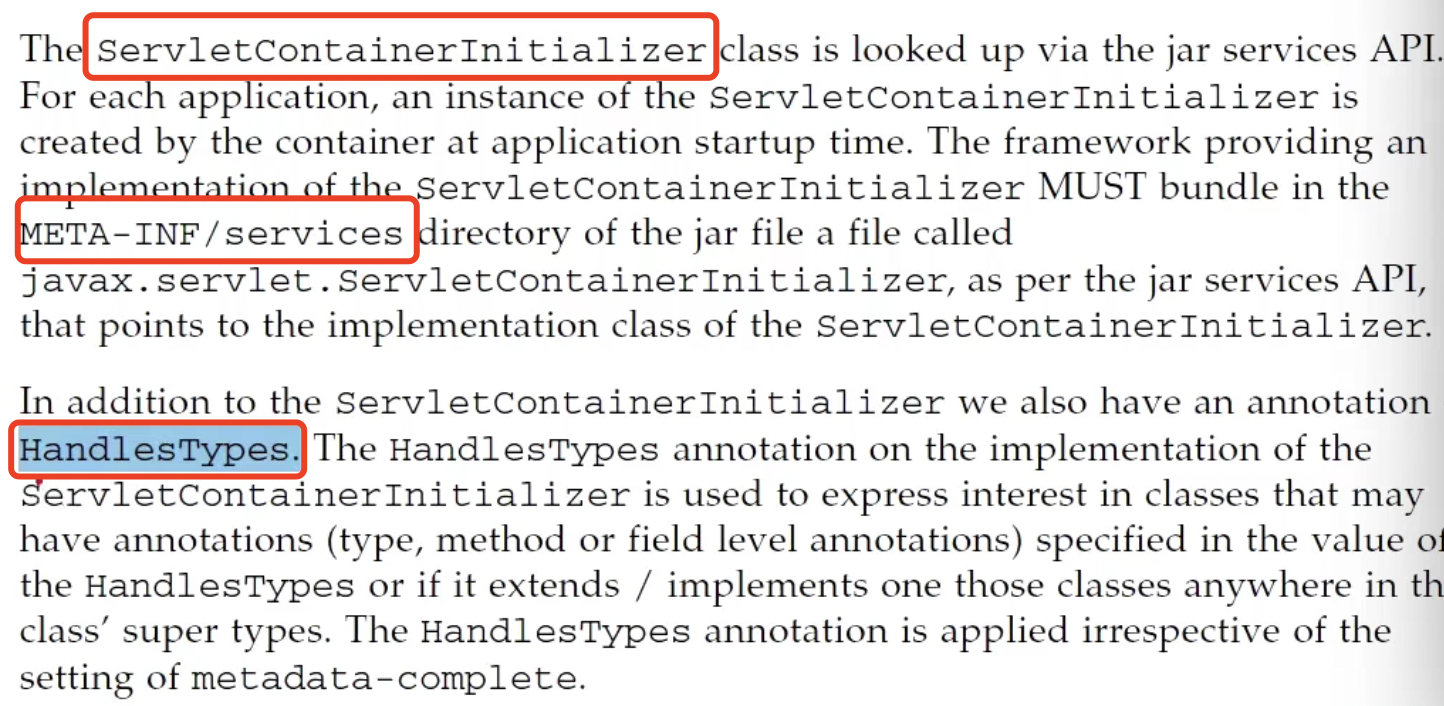 The ServletContainerInitializer class is looked up via the jar services API.
For each application, an instance of the ServletContainerInitializer is
created by the container at application startup time. The framework providing an
implementation of the ServletContainerInitializer MUST bundle in the
META-INF/services directory of the jar file a file called
javax.servlet.ServletContainerInitializer, as per the jar services API,
that points to the implementation class of the ServletContainerInitializer.
In addition to the ServletContainerInitializer we also have an annotation
HandlesTypes. The HandlesTypes annotation on the implementation of the
ServletContainerInitializer is used to express interest in classes that may
have annotations (type, method or field level annotations) specified in the value of
the HandlesTypes or if it extends / implements one those classes anywhere in th
class' super types. The HandlesTypes annotation is applied irrespective of the
setting of metadata-complete.